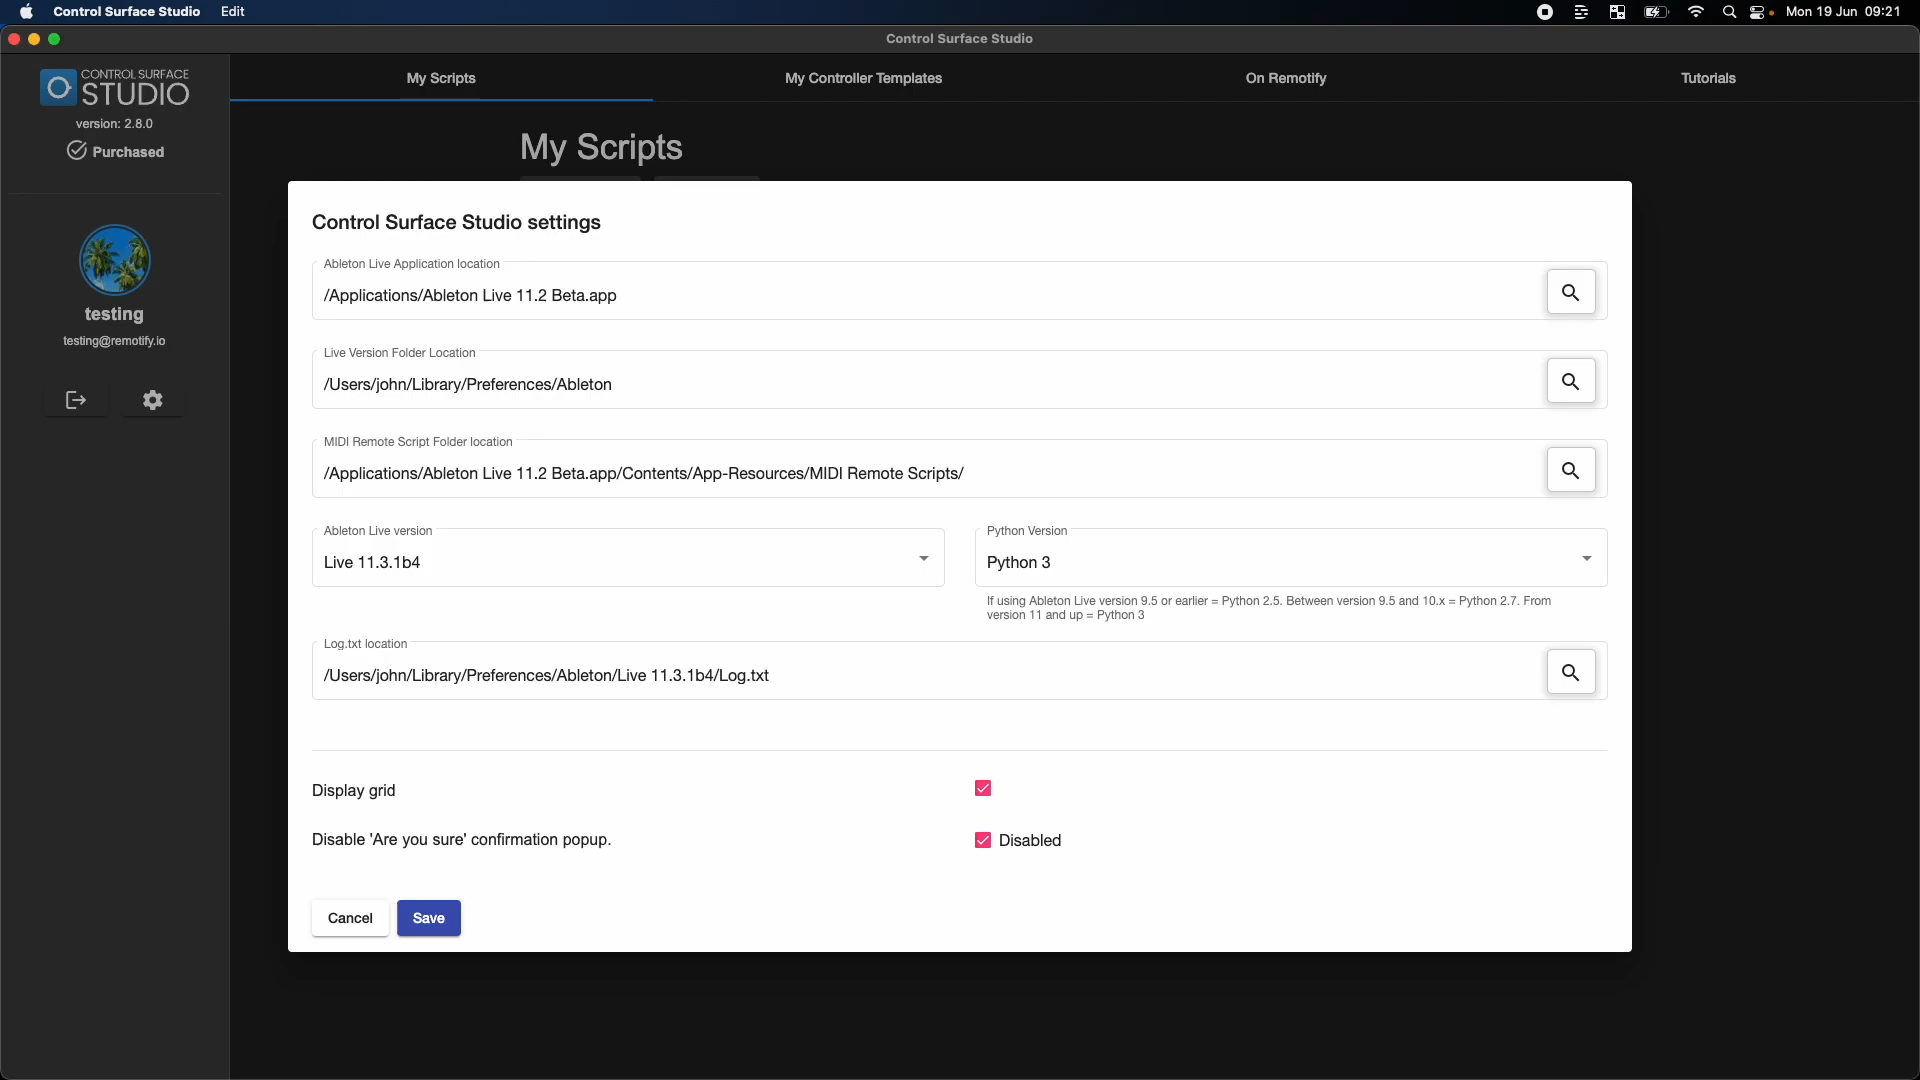 Control Surface Studio Edit
Mon 19 Jun 09:21
Control Surface Studio
CONTROL SURFACE
STUDIO
version: 2.8.0
Purchased
testing
testing@remotify.io
My Scripts
My Controller Templates
On Remotify
Tutorials
My Scripts
Control Surface Studio settings
Ableton Live Application location
/Applications/Ableton Live 11.2 Beta.app
Live Version Folder Location
/Users/john/Library/Preferences/Ableton
MIDI Remote Script Folder location
/Applications/Ableton Live 11.2 Beta.app/Contents/App-Resources/MIDI Remote Scripts/
Ableton Live version
Live 11.3.1b4
Python Version
Python 3
If using Ableton Live version 9.5 or earlier = Python 2.5. Between version 9.5 and 10.x = Python 2.7. From
version 11 and up = Python 3
Log.txt location
/Users/john/Library/Preferences/Ableton/Live 11.3.1b4/Log.txt
Display grid
Disable 'Are you sure' confirmation popup.
Disabled
Cancel
Save